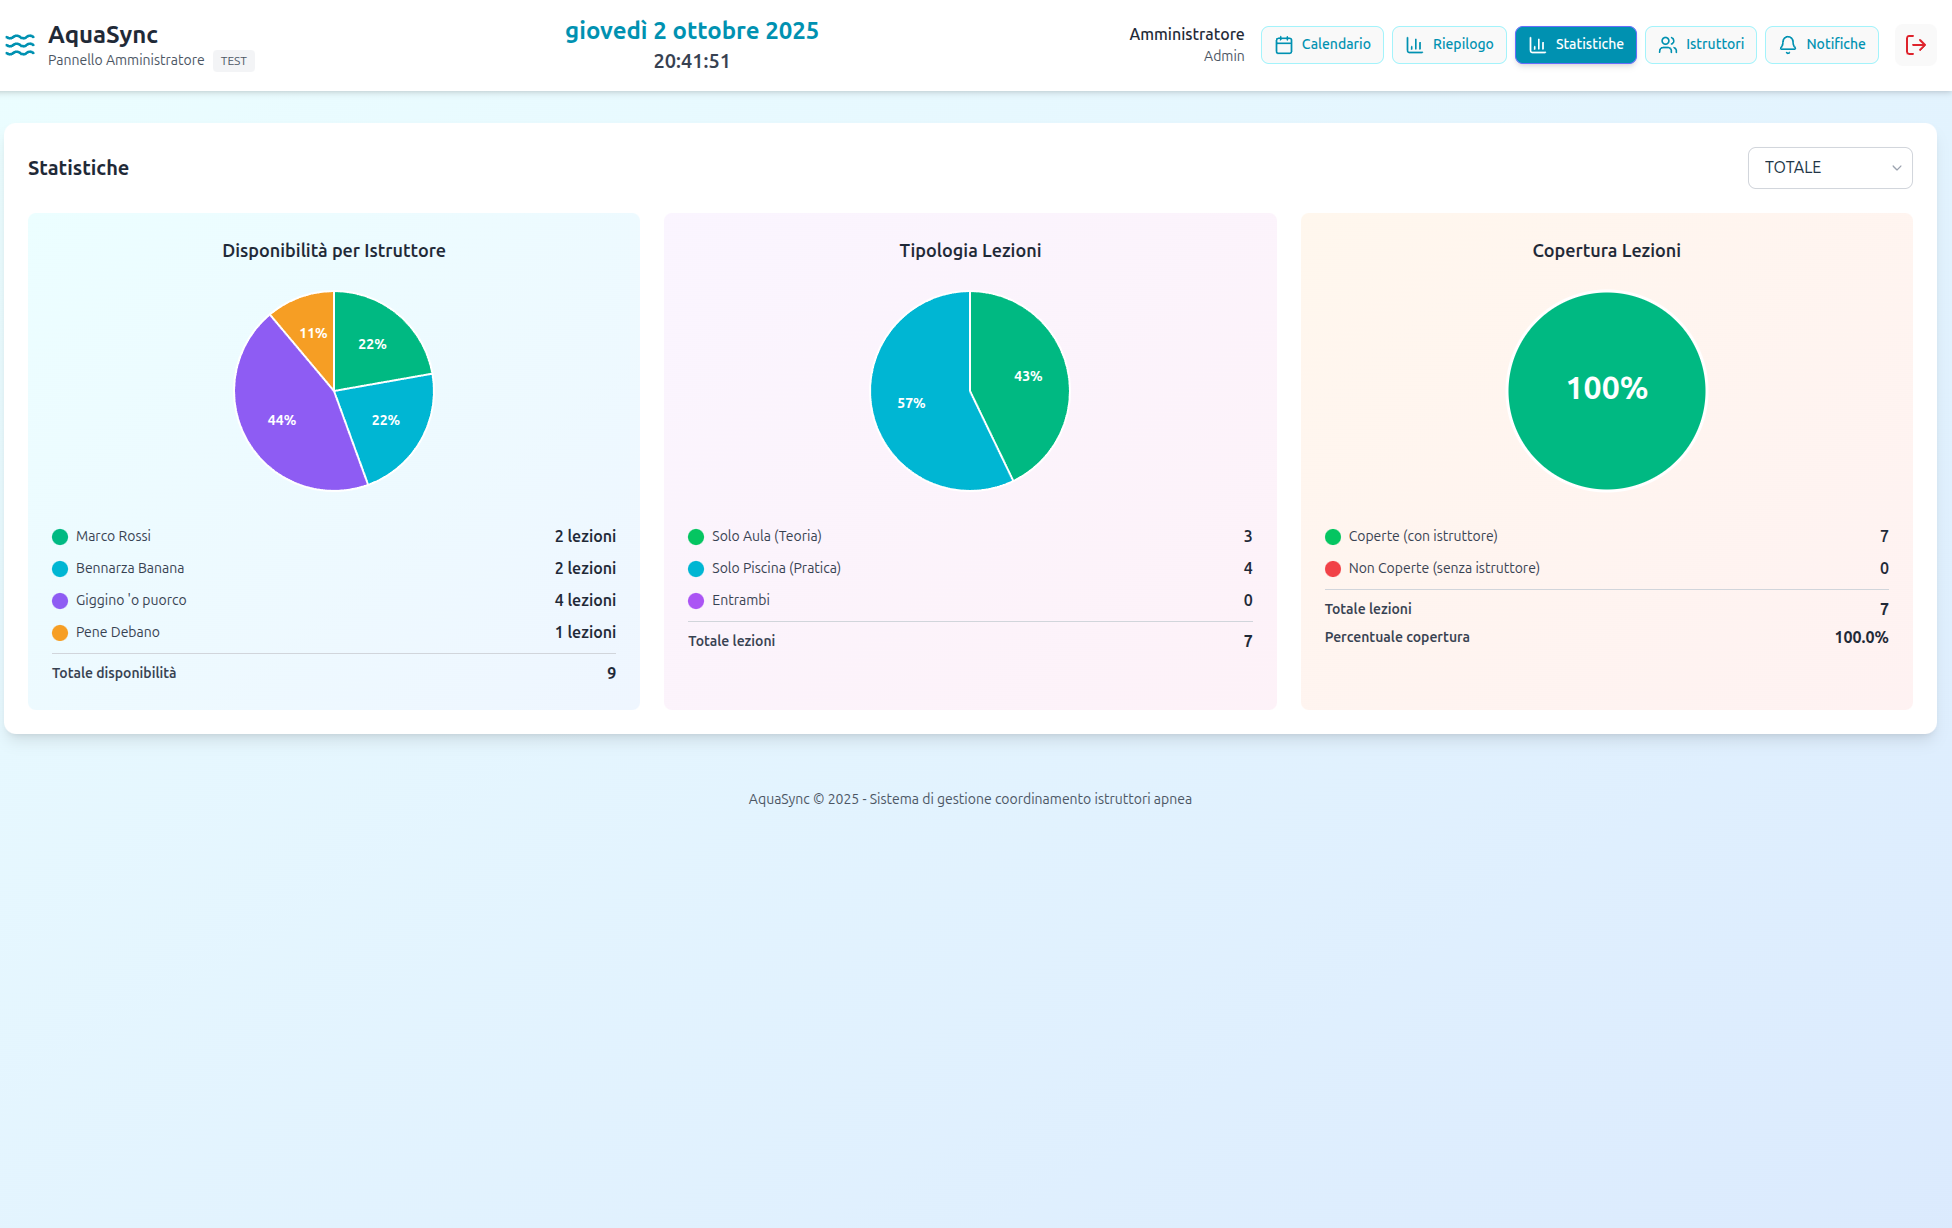 AquaSync
Pannello Amministratore TEST
giovedì 2 ottobre 2025
20:41:51
Amministratore
Admin
Calendario
Riepilogo
Statistiche
Istruttori
Notifiche
Statistiche
TOTALE
Disponibilità per Istruttore
11%
22%
44%
22%
Marco Rossi 2 lezioni
Bennarza Banana 2 lezioni
Giggino 'o puorco 4 lezioni
Pene Debano 1 lezioni
Totale disponibilità 9
Tipologia Lezioni
43%
57%
Solo Aula (Teoria) 3
Solo Piscina (Pratica) 4
Entrambi 0
Totale lezioni 7
Copertura Lezioni
100%
Coperte (con istruttore) 7
Non Coperte (senza istruttore) 0
Totale lezioni 7
Percentuale copertura 100.0%
AquaSync © 2025 - Sistema di gestione coordinamento istruttori apnea